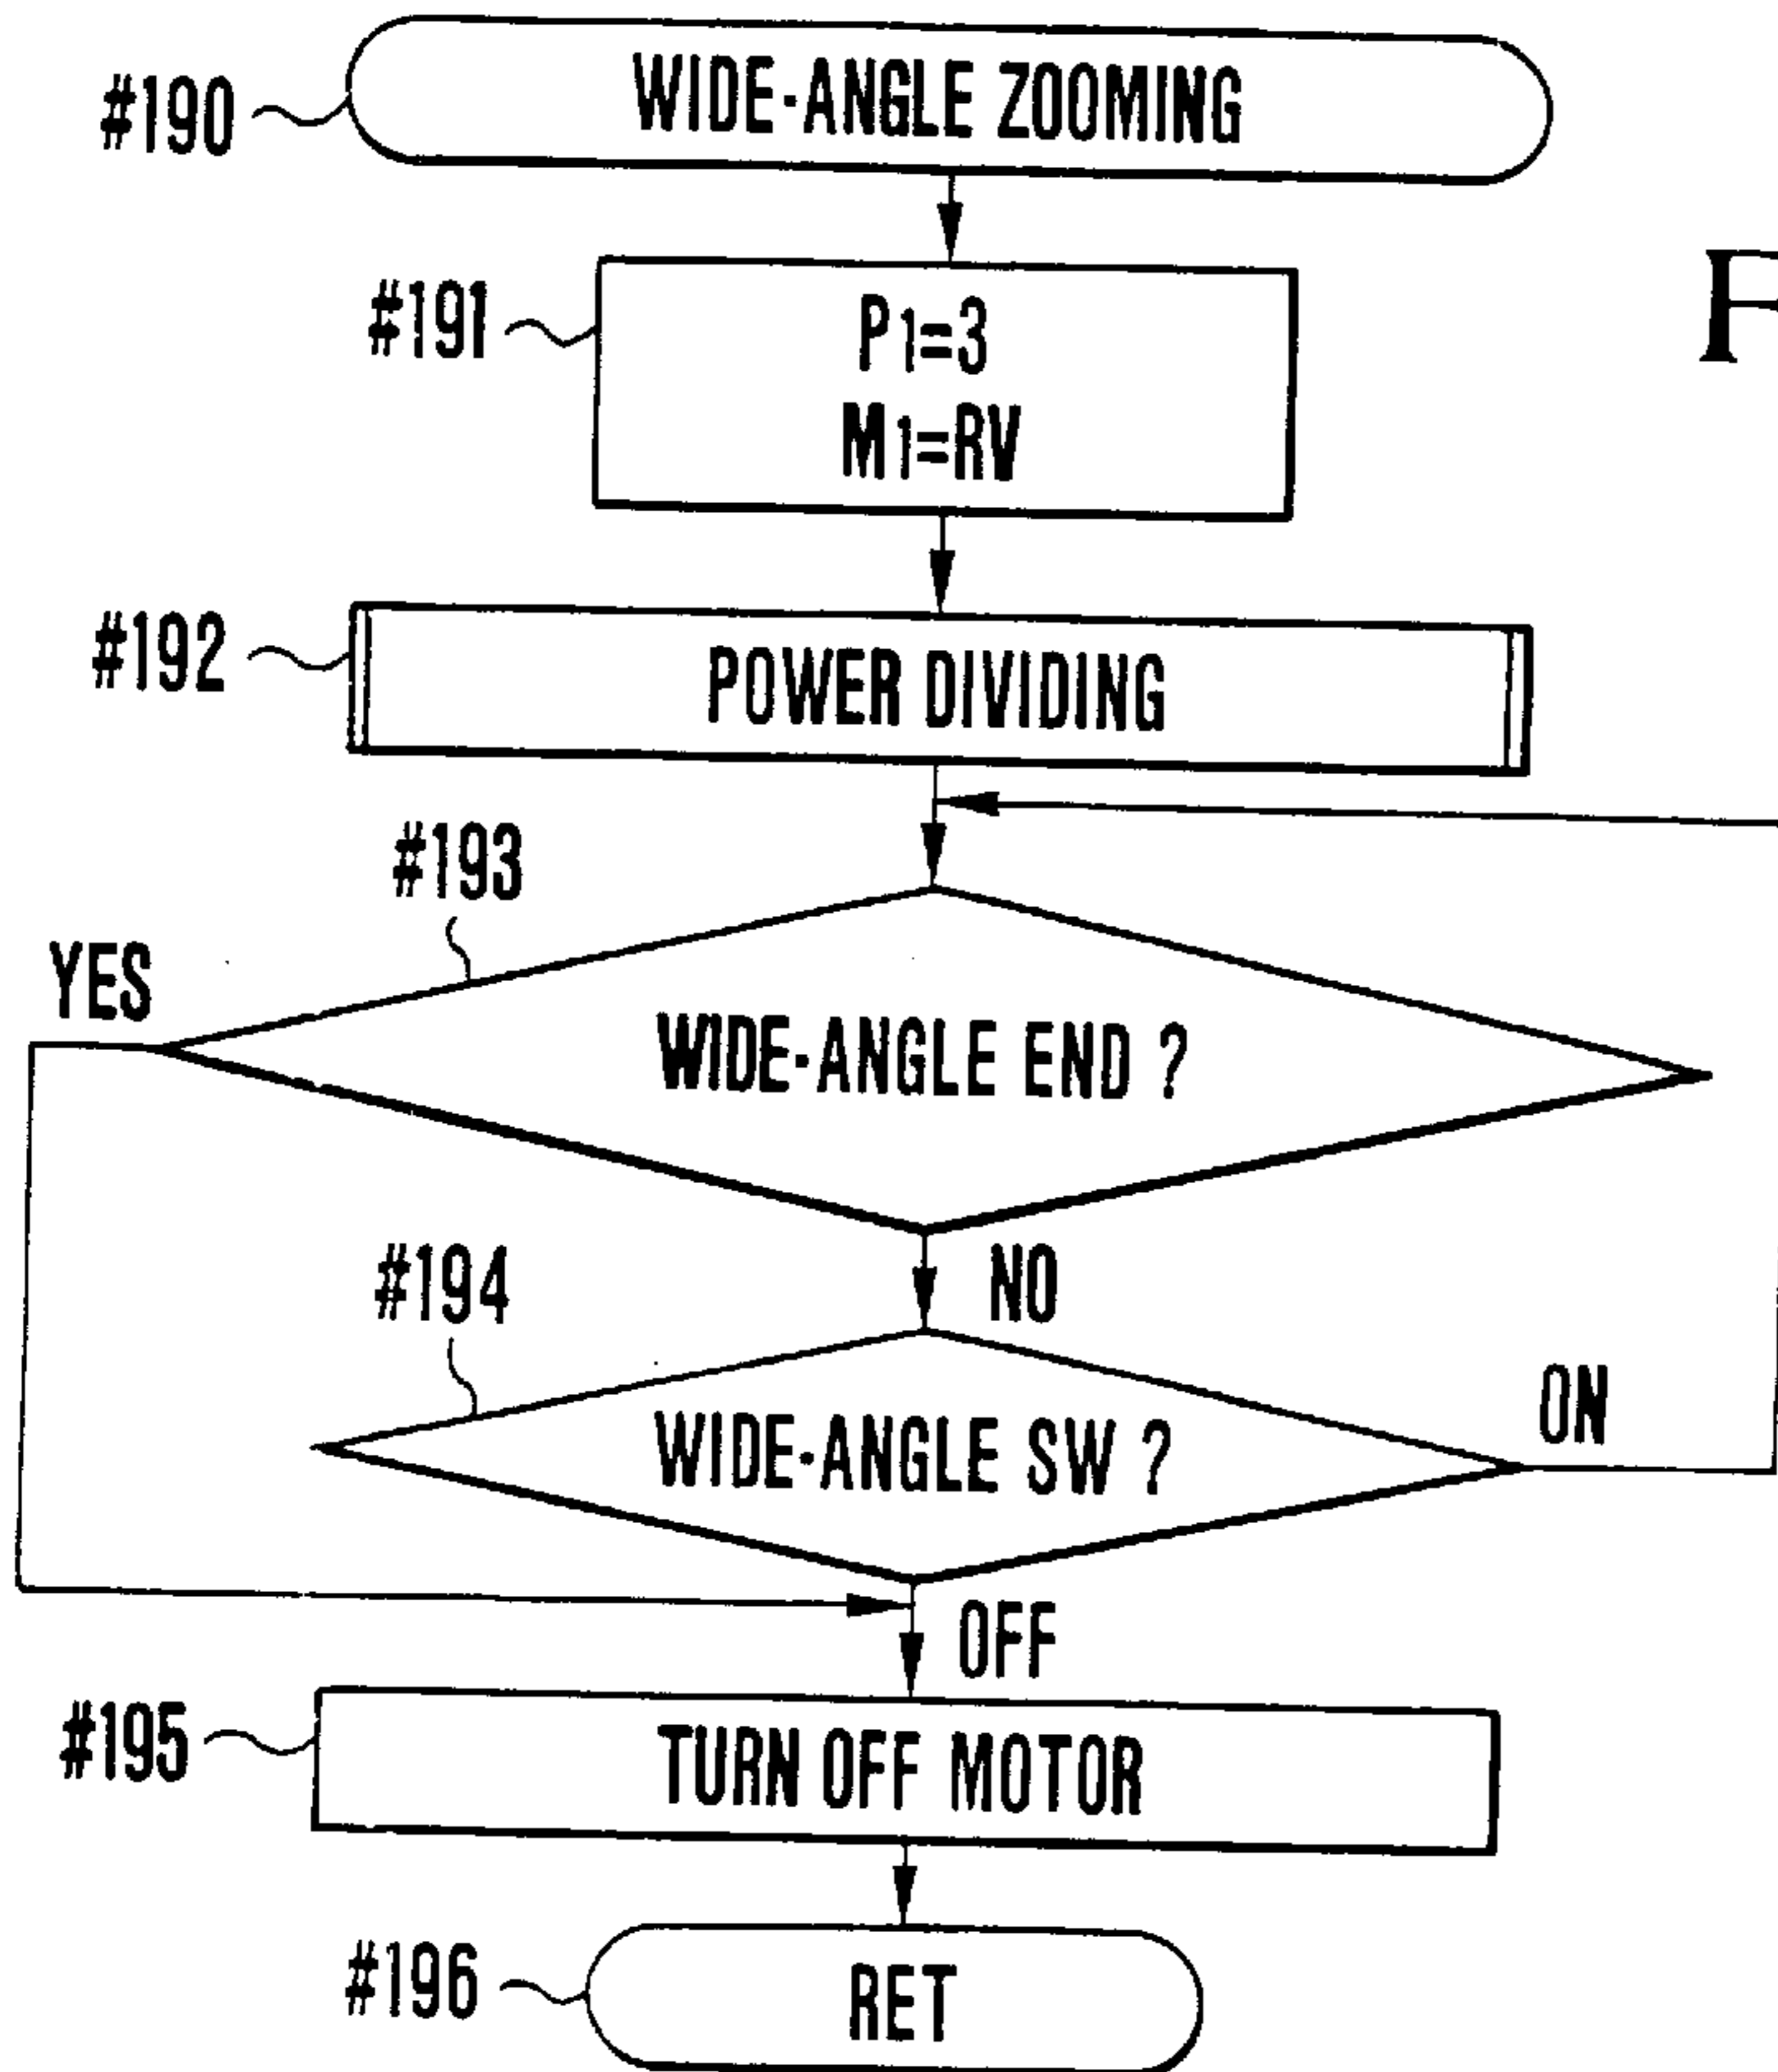 #190
WIDE-ANGLE ZOOMING
#191
P1=3
M1=RV
F
#192
POWER DIVIDING
#193
YES
WIDE-ANGLE END ?
NO
#194
WIDE-ANGLE SW ?
ON
OFF
#195
TURN OFF MOTOR
#196
RET